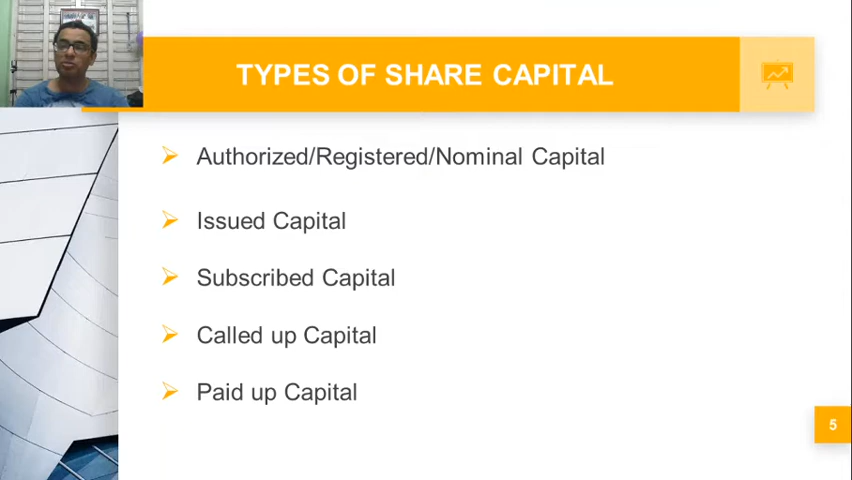 TYPES OF SHARE CAPITAL
Authorized/Registered/Nominal Capital
Issued Capital
Subscribed Capital
Called up Capital
Paid up Capital
5